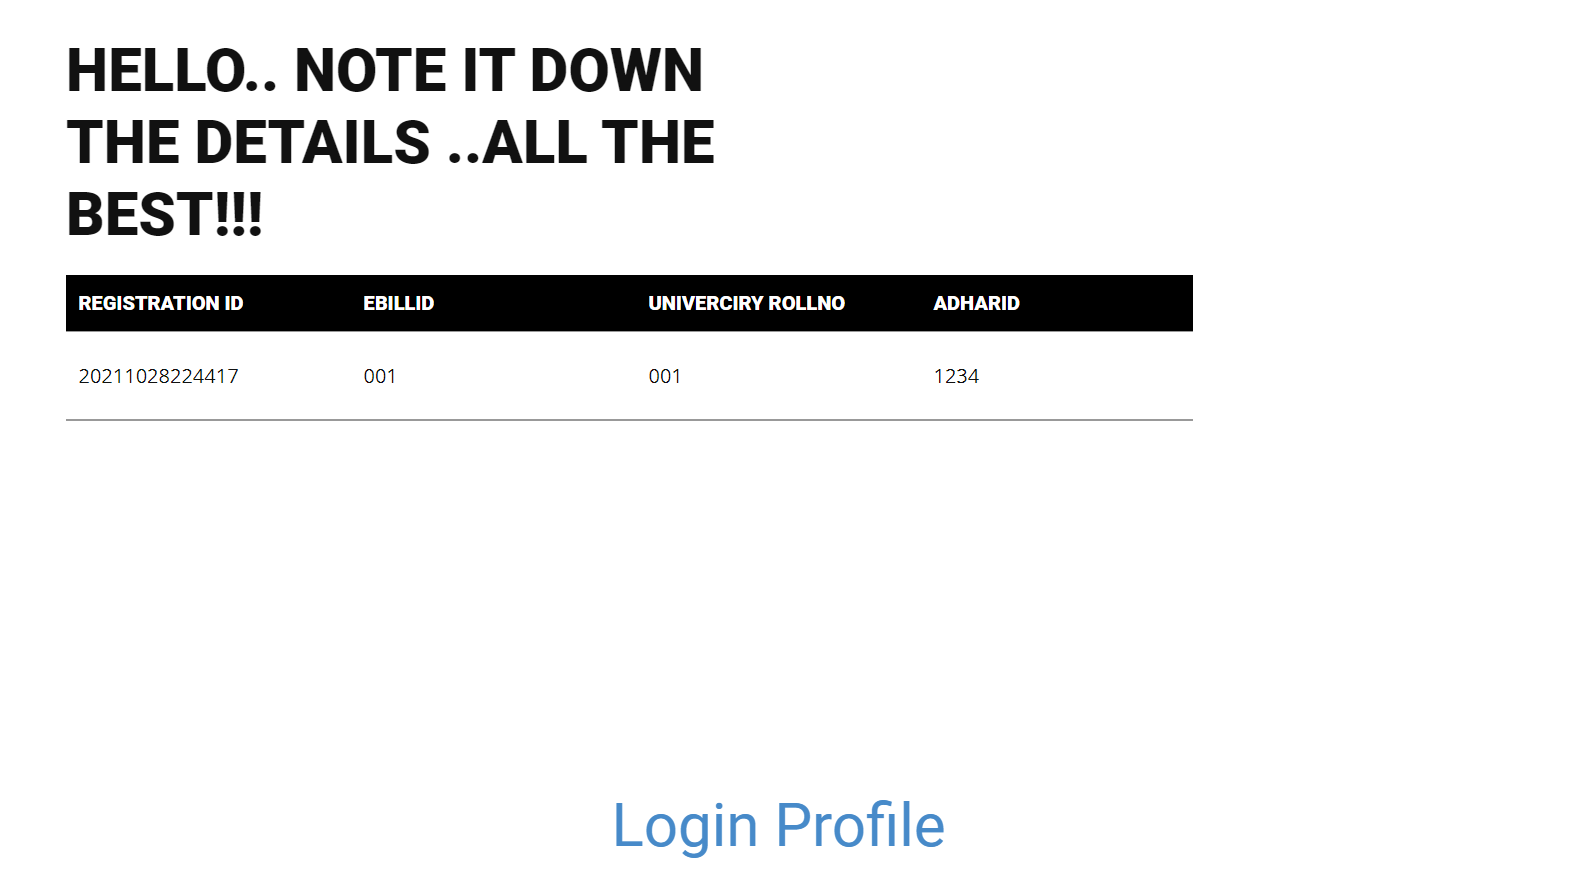 HELLO.. NOTE IT DOWN
THE DETAILS ..ALL THE
BEST!!!
REGISTRATION ID EBILLID UNIVERCIRY ROLLNO ADHARID
20211028224417 001 001 1234
Login Profile